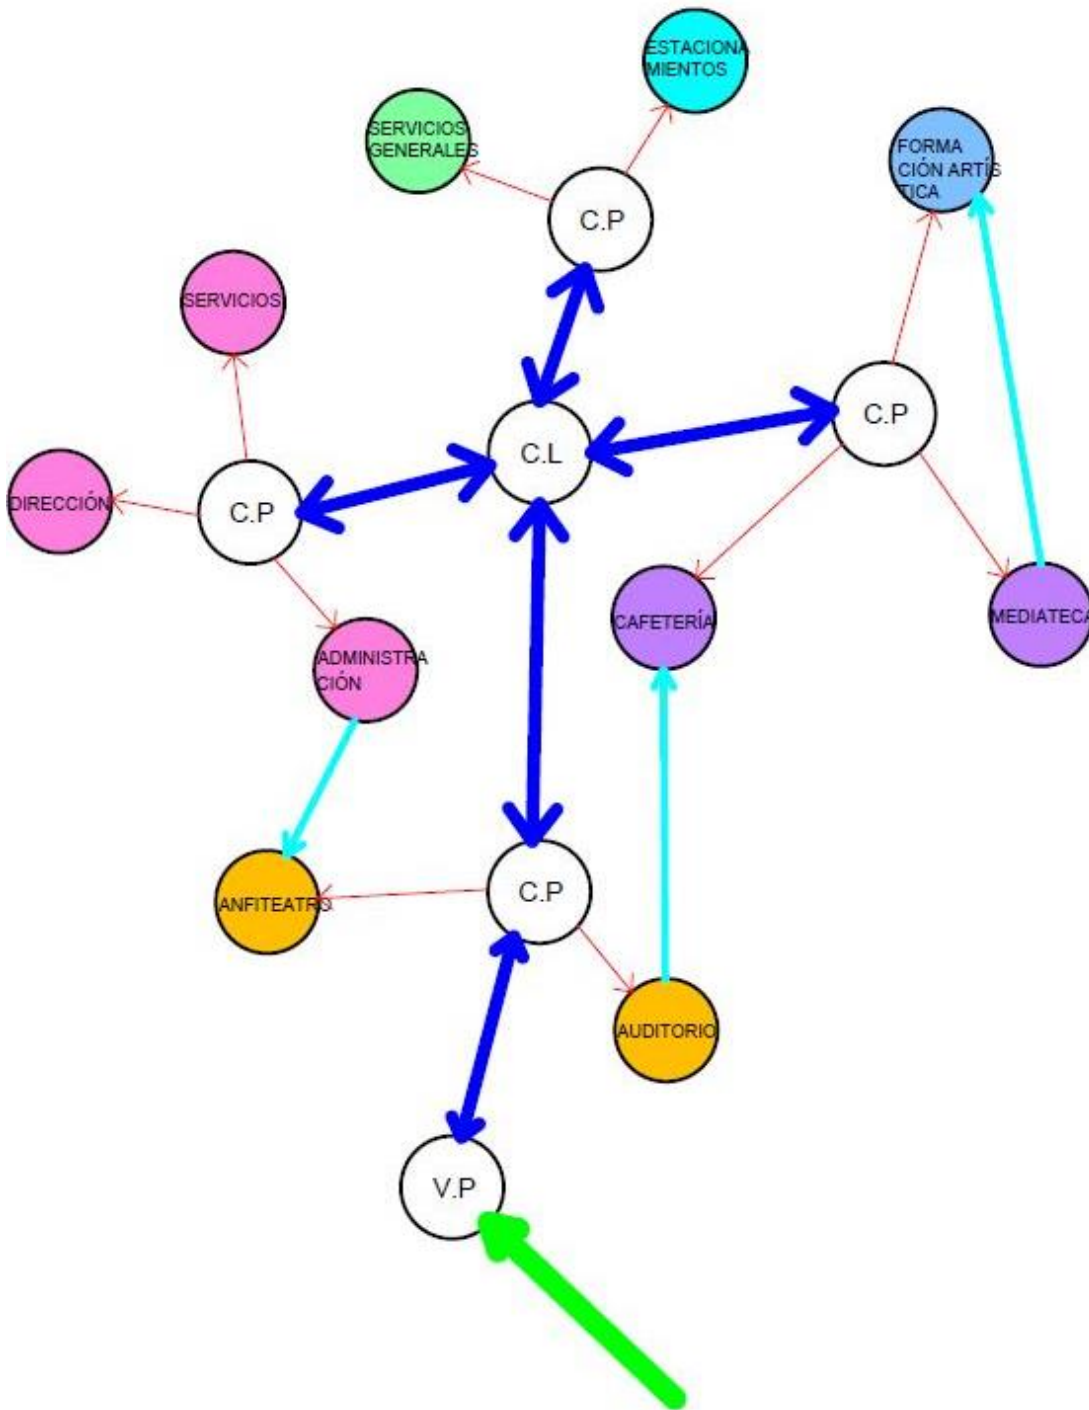 ESTACIONA
MIENTOS
SERVICIOS
GENERALES
FORMA
CIÓN ARTÍS
TICA
C.P
SERVICIOS
C.P
C.L
DIRECCIÓN
C.P
CAFETERÍA
MEDIATECA
ADMINISTRA
CIÓN
C.P
ANFITEATRO
AUDITORIO
V.P